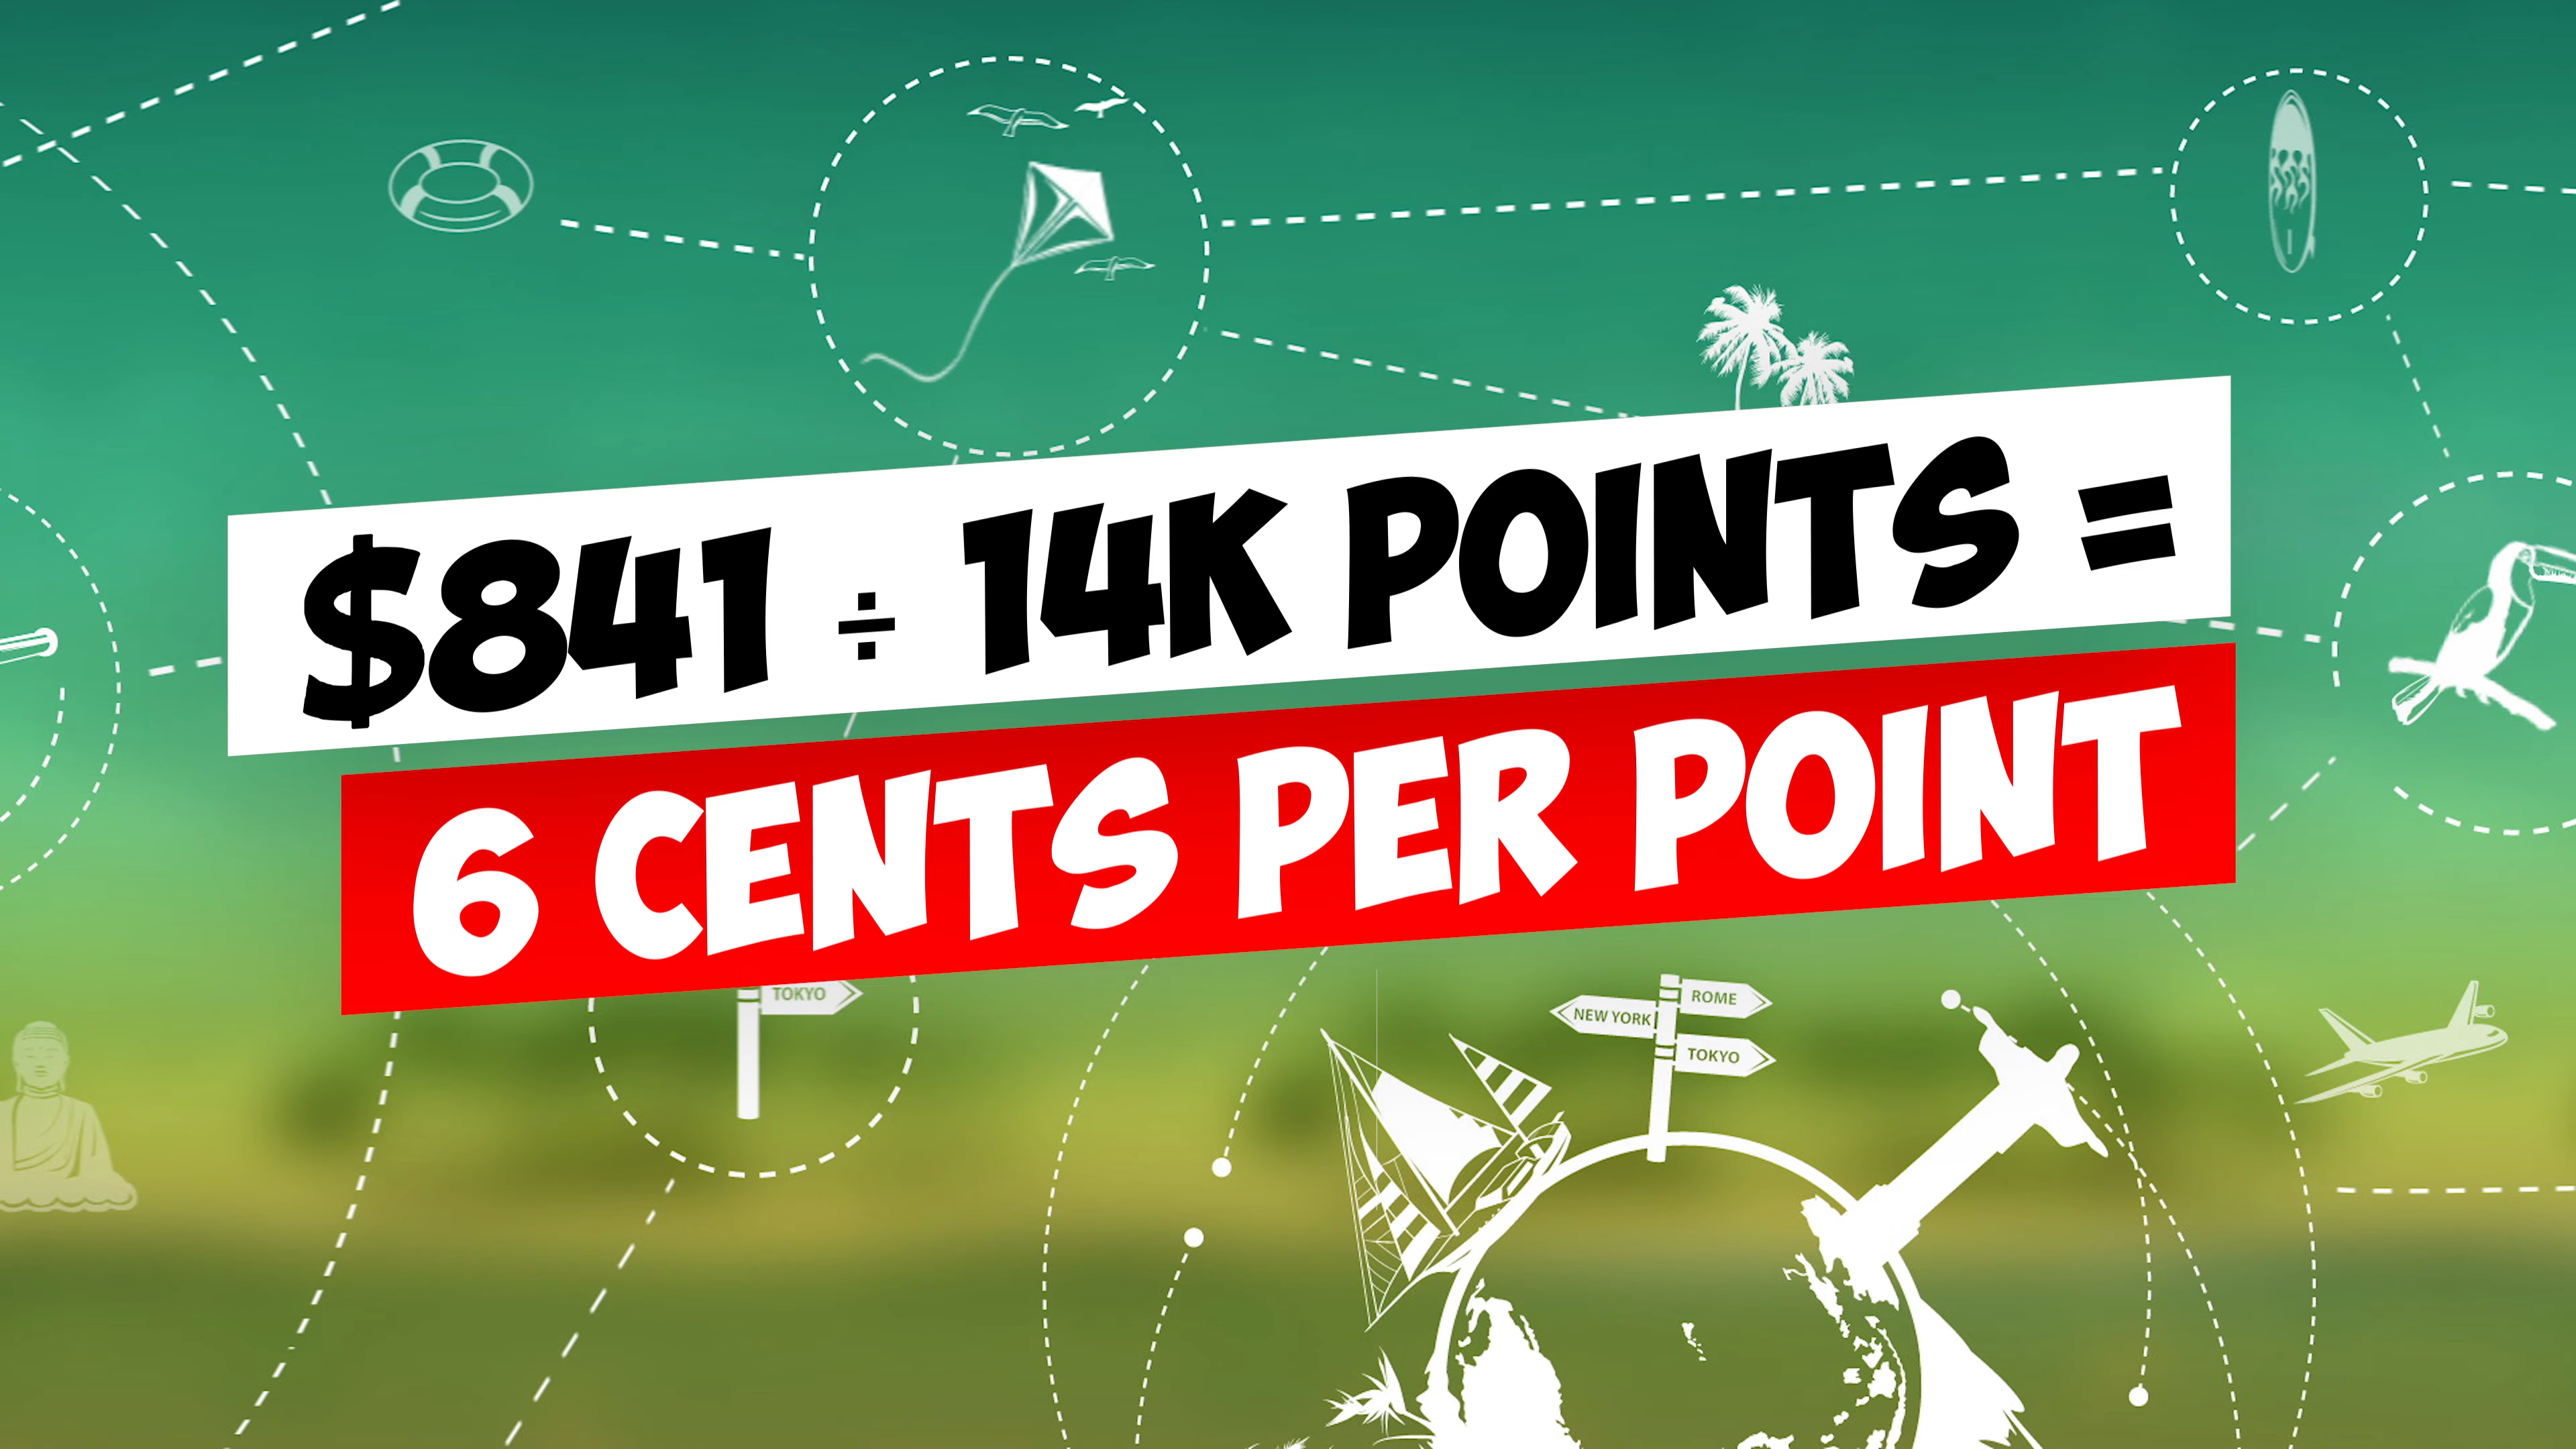 $841 ÷ 14K POINTS =
6 CENTS PER POINT
TOKYO
ROME
NEW YORK
TOKYO